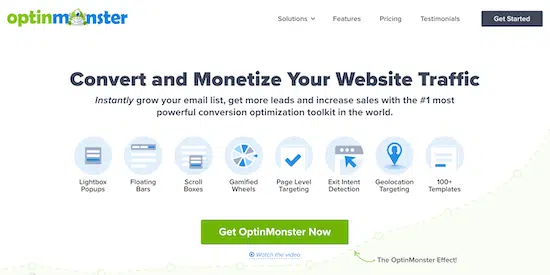 optinmonster
Solutions Features Pricing Testimonials Get Started
Convert and Monetize Your Website Traffic
Instantly grow your email list, get more leads and increase sales with the #1 most
powerful conversion optimization toolkit in the world.
Lightbox Popups
Floating Bars
Scroll Boxes
Gamified Wheels
Page Level Targeting
Exit Intent Detection
Geolocation Targeting
100+ Templates
Get OptinMonster Now
Watch the video
The OptinMonster Effect!